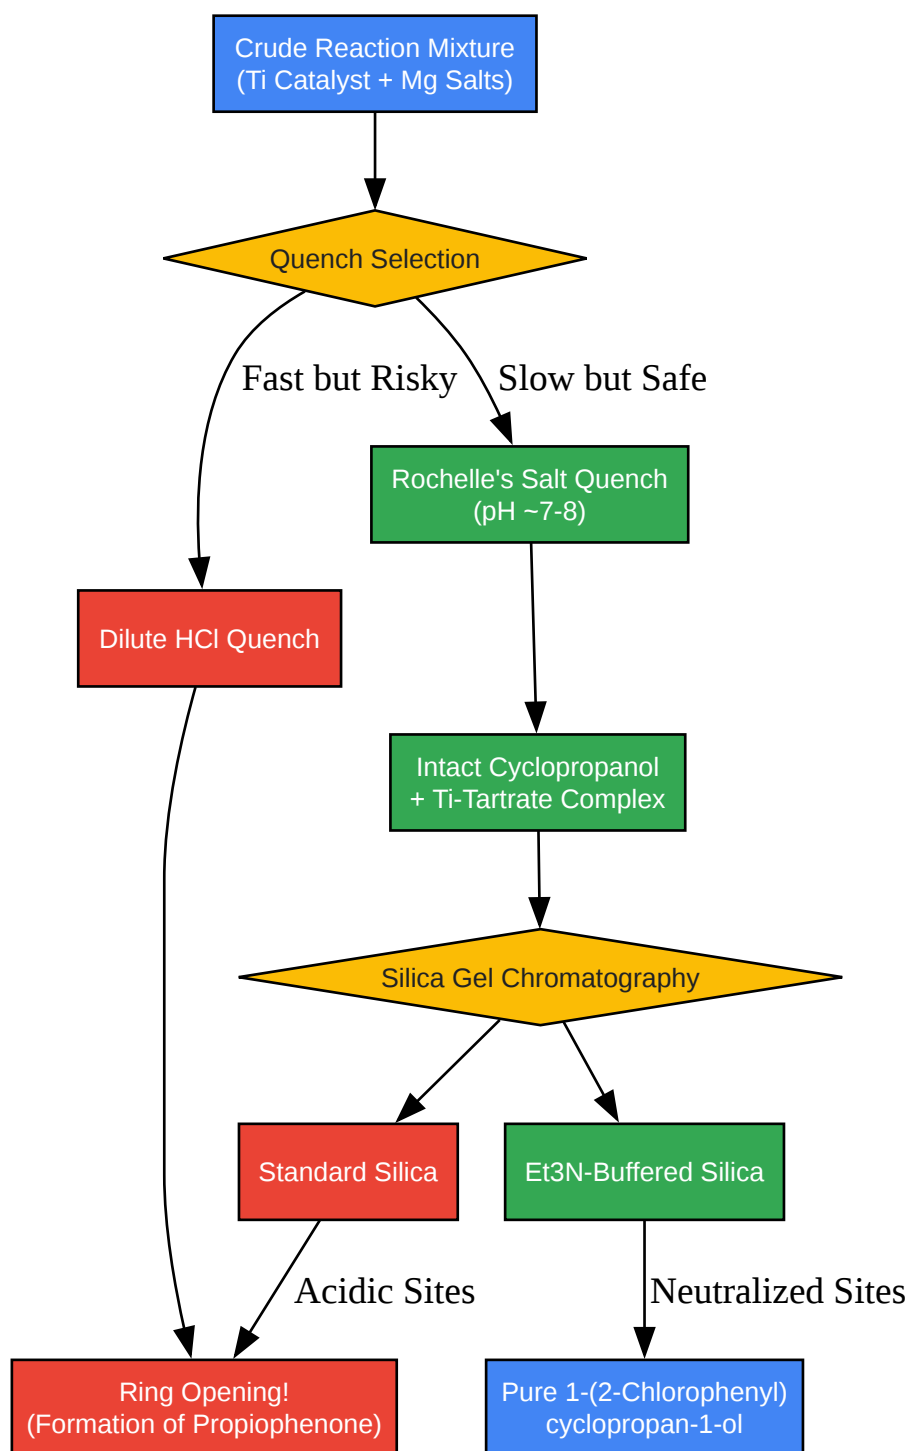 Crude Reaction Mixture
(Ti Catalyst + Mg Salts)
Quench Selection
Fast but Risky
Slow but Safe
Rochelle's Salt Quench
(pH ~7-8)
Dilute HCl Quench
Intact Cyclopropanol
+ Ti-Tartrate Complex
Silica Gel Chromatography
Standard Silica
Et3N-Buffered Silica
Acidic Sites
Neutralized Sites
Ring Opening!
(Formation of Propiophenone)
Pure 1-(2-Chlorophenyl)
cyclopropan-1-ol